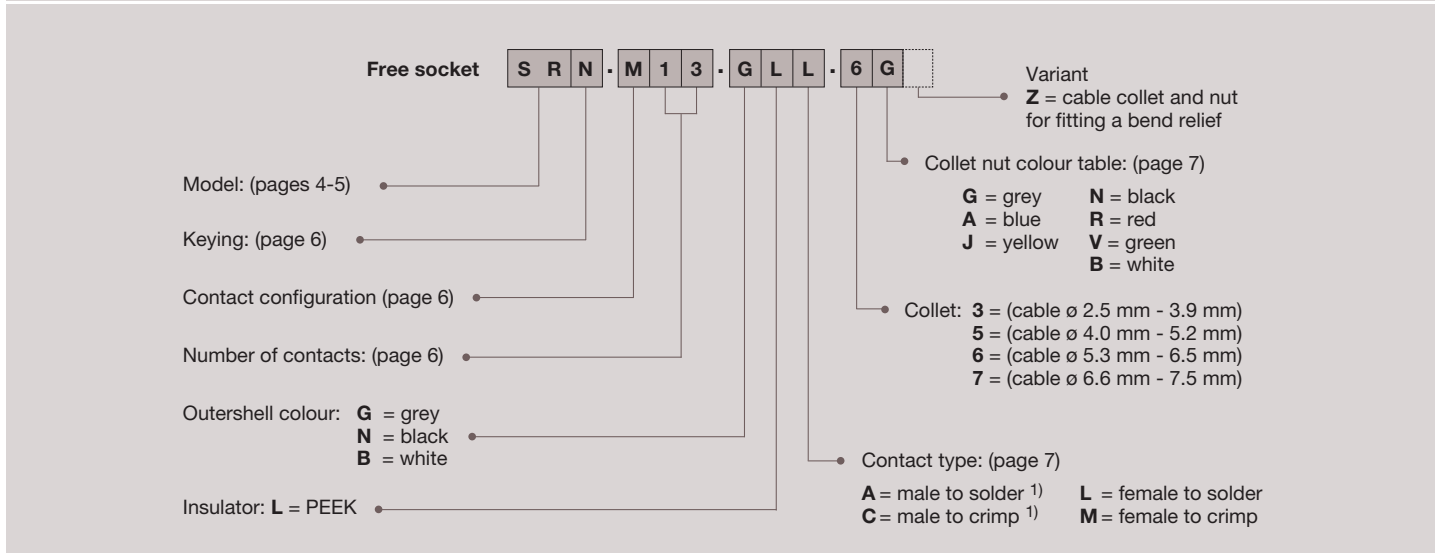 Free socket S R N . M 1 3 . G L L . 6 G
Variant
Z = cable collet and nut
for fitting a bend relief
Collet nut colour table: (page 7)
G = grey N = black
A = blue R = red
J = yellow V = green
B = white
Model: (pages 4-5)
Keying: (page 6)
Contact configuration (page 6)
Collet: 3 = (cable ø 2.5 mm - 3.9 mm)
5 = (cable ø 4.0 mm - 5.2 mm)
6 = (cable ø 5.3 mm - 6.5 mm)
7 = (cable ø 6.6 mm - 7.5 mm)
Number of contacts: (page 6)
Outershell colour: G = grey
N = black
B = white
Contact type: (page 7)
A = male to solder 1) L = female to solder
C = male to crimp 1) M = female to crimp
Insulator: L = PEEK